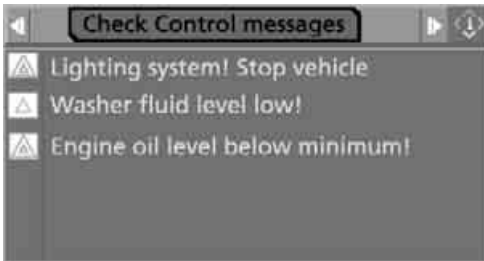 Check Control messages
Lighting system! Stop vehicle
Washer fluid level low!
Engine oil level below minimum!